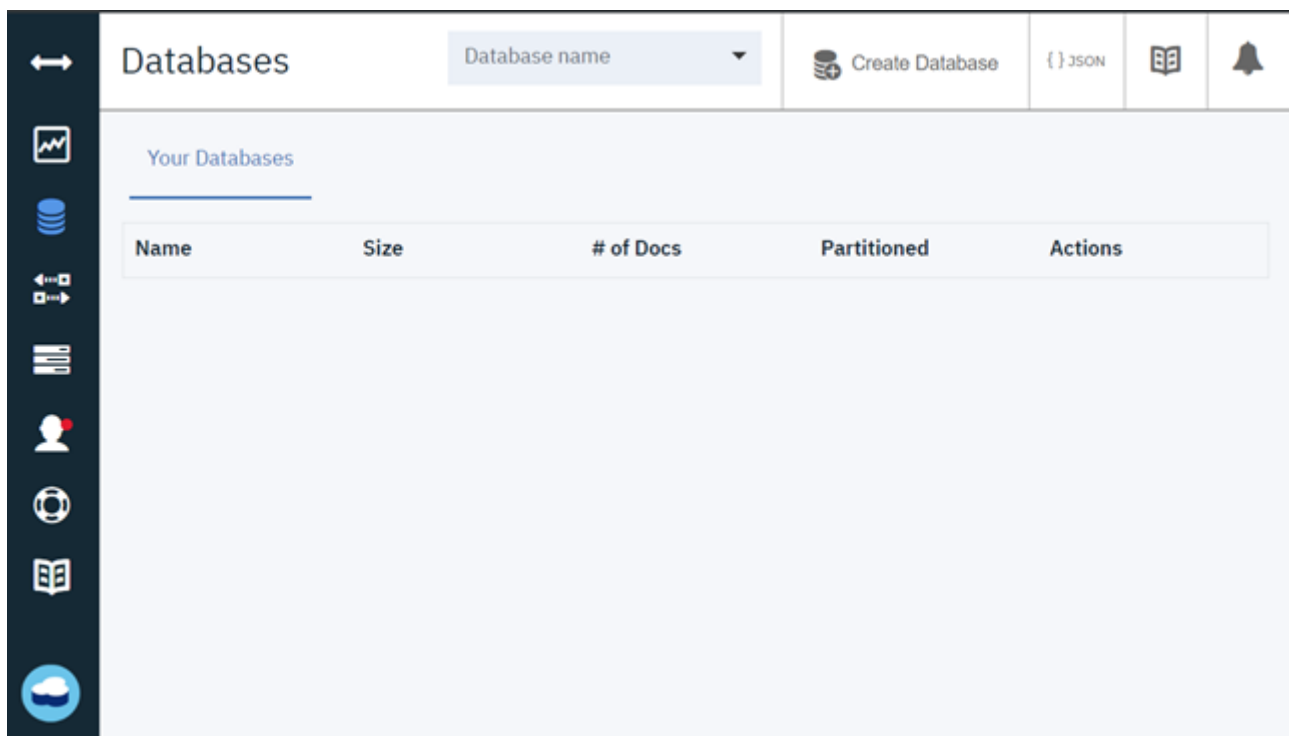 Databases
Database name
Create Database
{ } JSON
Your Databases
Name Size # of Docs Partitioned Actions